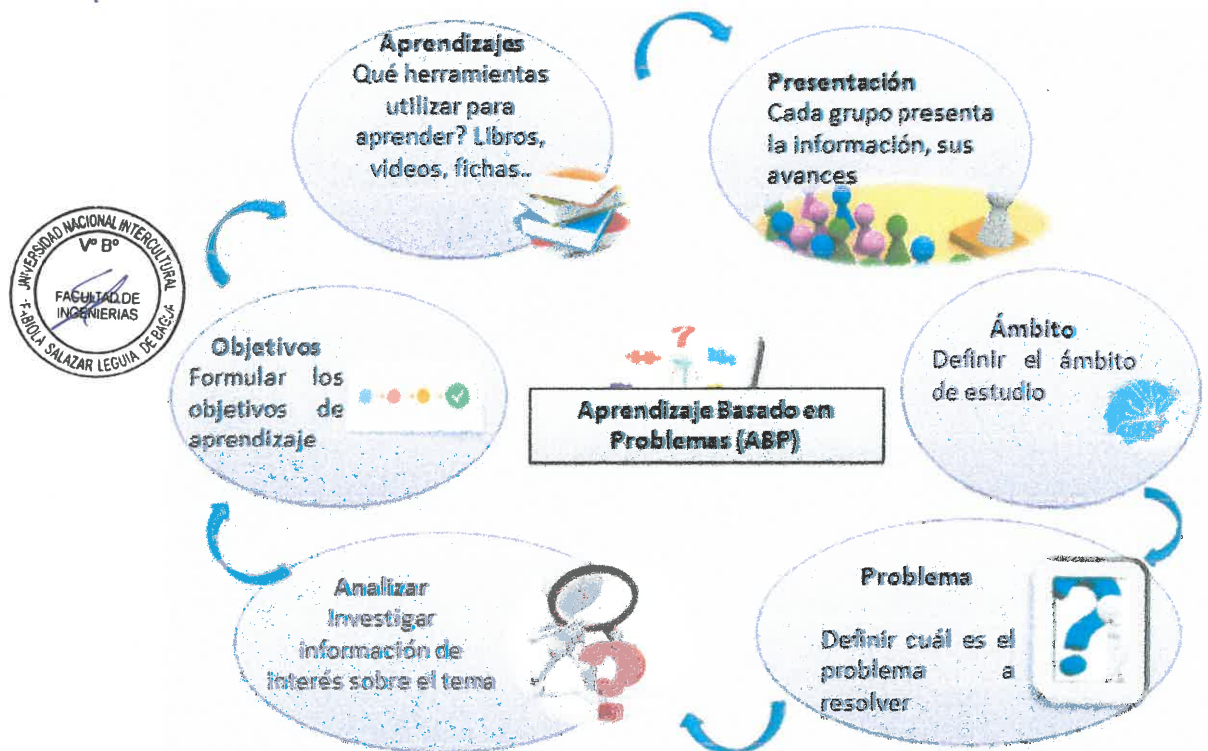 Aprendizajes
Qué herramientas
utilizar para
aprender? Libros,
videos, fichas..
Presentación
Cada grupo presenta
la información, sus
avances
UNIVERSIDAD NACIONAL INTERCULTURAL
V° B°
FACULTAD DE
INGENIERIAS
FABIOLA SALAZAR LEGUIA DE BAGUA
Objetivos
Formular los
objetivos de
aprendizaje
Aprendizaje Basado en
Problemas (ABP)
Ámbito
Definir el ámbito
de estudio
Analizar
Investigar
información de
interés sobre el tema
Problema
Definir cuál es el
problema a
resolver